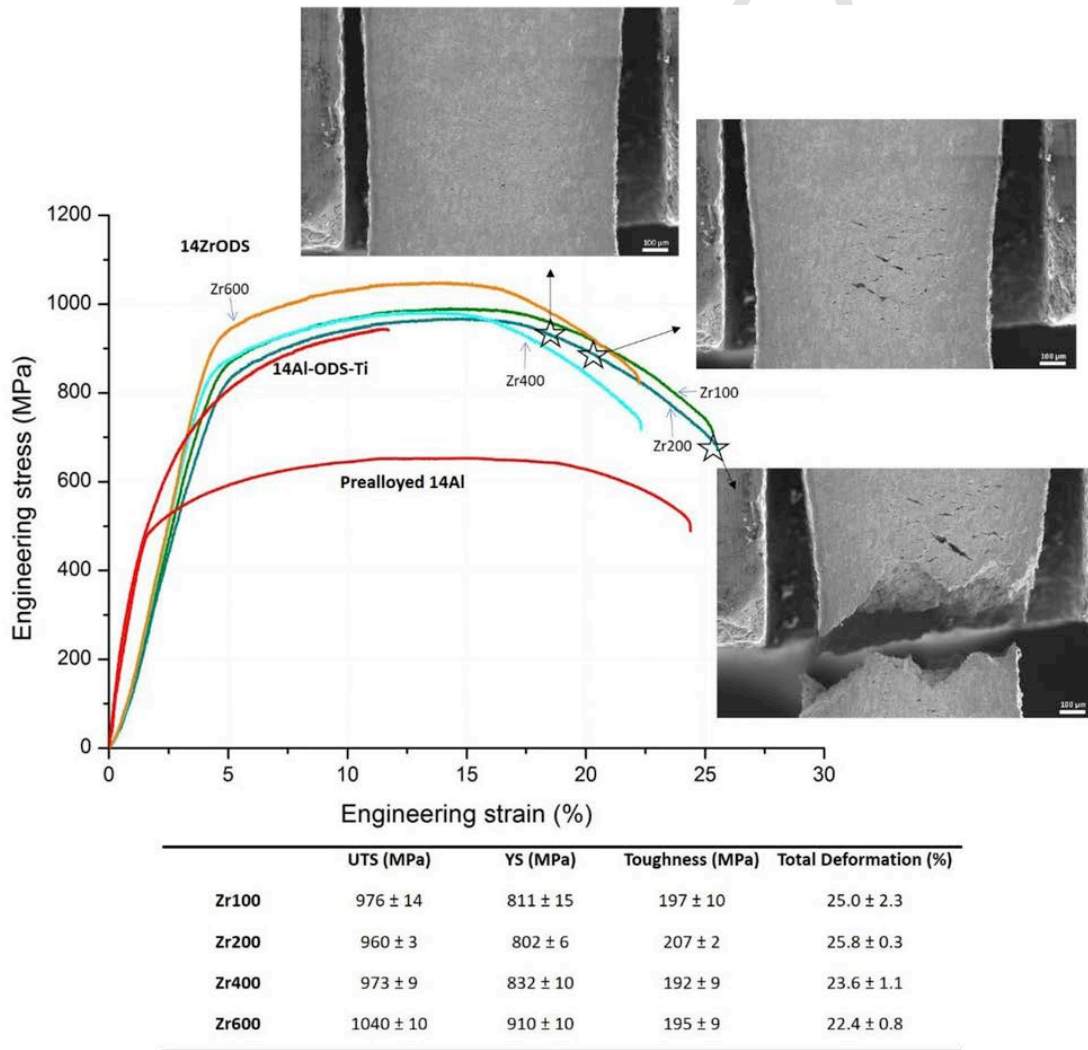 100 µm
100 µm
100 µm
Engineering stress (MPa)
1200
1000
800
600
400
200
0
14ZrODS
Zr600
14Al-ODS-Ti
Zr400
Zr100
Zr200
Prealloyed 14Al
0 5 10 15 20 25 30
Engineering strain (%)
UTS (MPa) YS (MPa) Toughness (MPa) Total Deformation (%)
Zr100 976 ± 14 811 ± 15 197 ± 10 25.0 ± 2.3
Zr200 960 ± 3 802 ± 6 207 ± 2 25.8 ± 0.3
Zr400 973 ± 9 832 ± 10 192 ± 9 23.6 ± 1.1
Zr600 1040 ± 10 910 ± 10 195 ± 9 22.4 ± 0.8